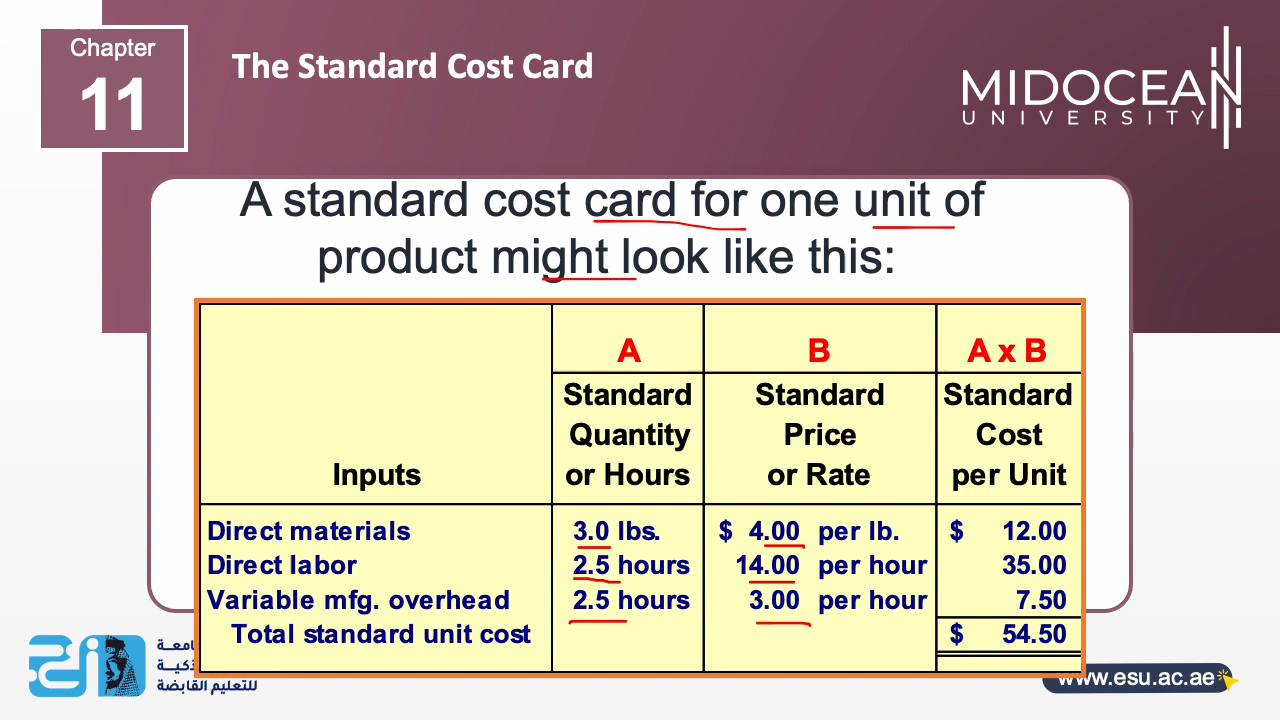 Chapter
11
The Standard Cost Card
MIDOCEAN
UNIVERSITY
A standard cost card for one unit of
product might look like this:
A B A x B
Standard Standard Standard
Quantity Price Cost
Inputs or Hours or Rate per Unit
Direct materials 3.0 lbs. $ 4.00 per lb. $ 12.00
Direct labor 2.5 hours 14.00 per hour 35.00
Variable mfg. overhead 2.5 hours 3.00 per hour 7.50
Total standard unit cost $ 54.50
للتعليم القابضة
www.esu.ac.ae